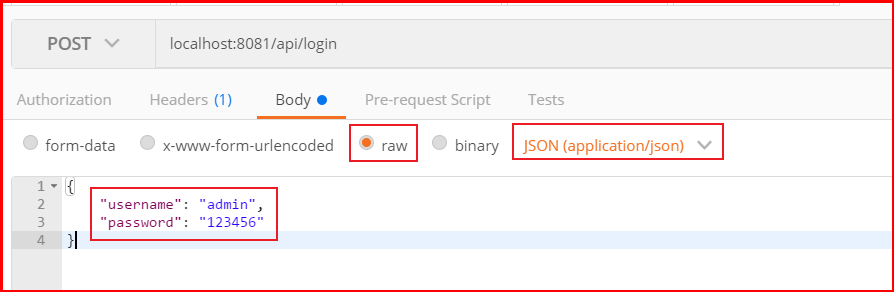 POST localhost:8081/api/login
Authorization Headers (1) Body Pre-request Script Tests
form-data x-www-form-urlencoded raw binary JSON (application/json)
1 {
2 "username": "admin",
3 "password": "123456"
4 }